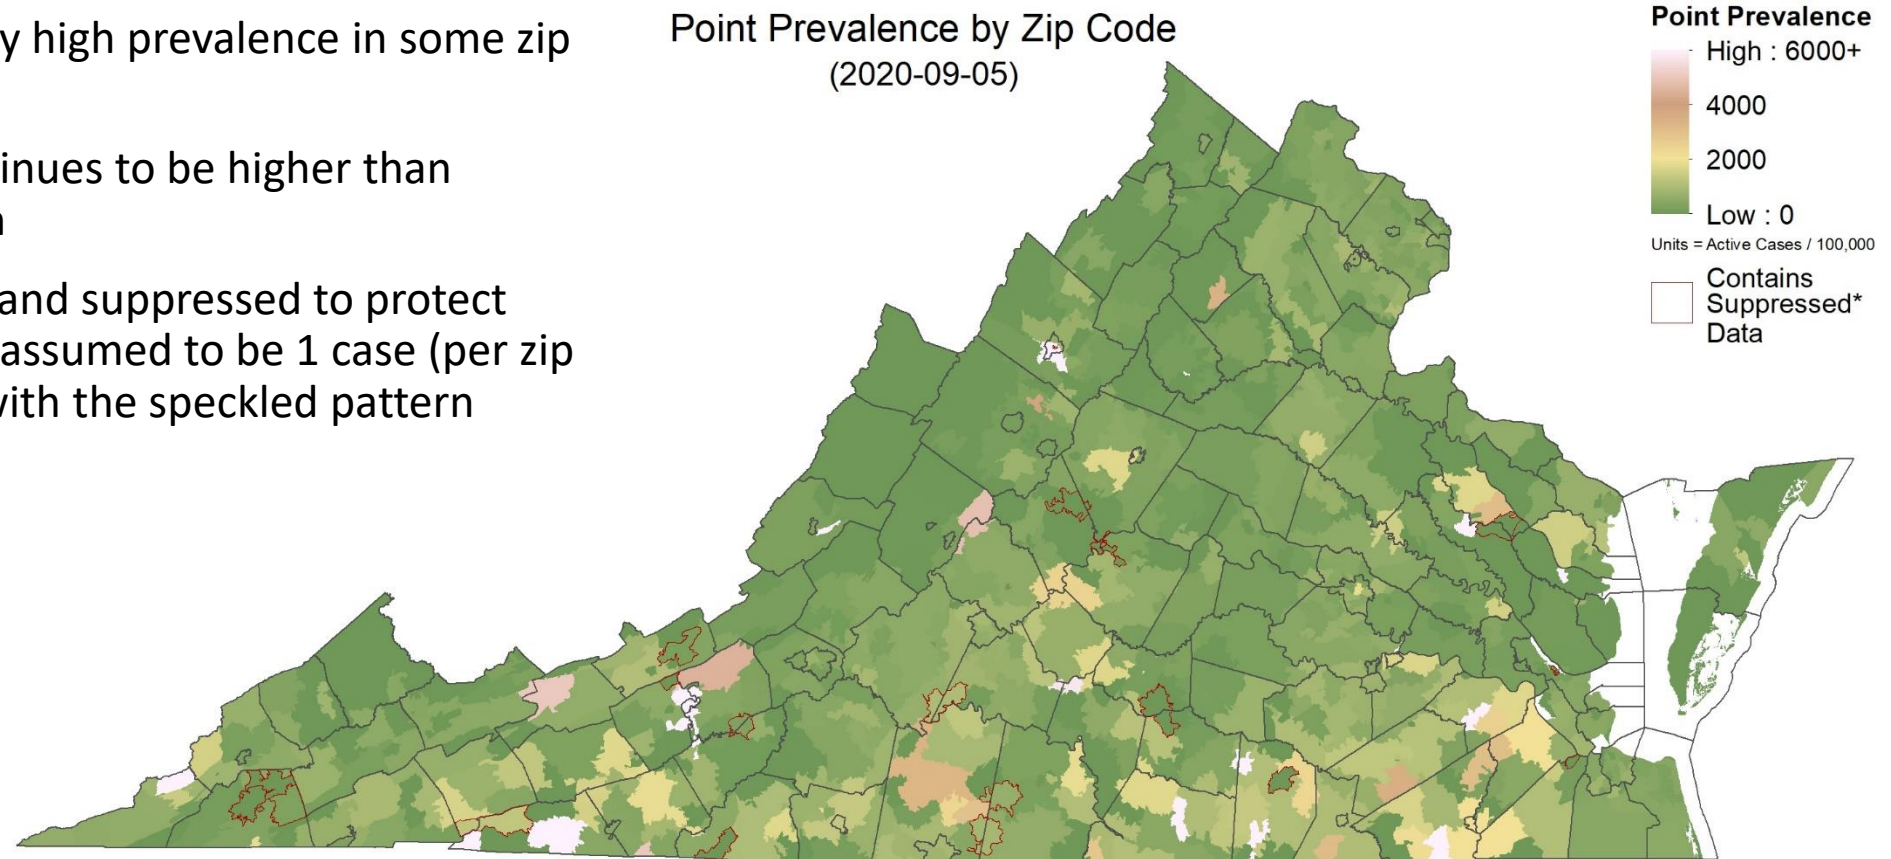 y high prevalence in some zip
inues to be higher than
and suppressed to protect
assumed to be 1 case (per zip
with the speckled pattern
Point Prevalence by Zip Code
(2020-09-05)
Point Prevalence
High : 6000+
4000
2000
Low : 0
Units = Active Cases / 100,000
Contains
Suppressed*
Data